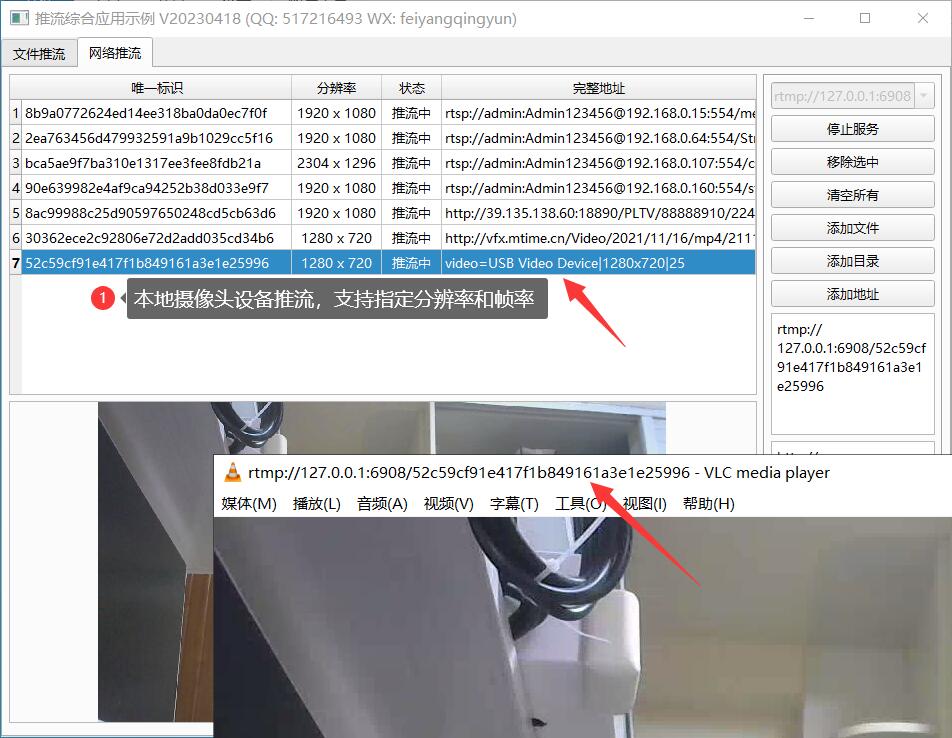 推流综合应用示例 V20230418 (QQ: 517216493 WX: feiyangqingyun)
文件推流 网络推流
唯一标识 分辨率 状态 完整地址
1 8b9a0772624ed14ee318ba0da0ec7f0f 1920 x 1080 推流中 rtsp://admin:Admin123456@192.168.0.15:554/me
2 2ea763456d479932591a9b1029cc5f16 1920 x 1080 推流中 rtsp://admin:Admin123456@192.168.0.64:554/Str
3 bca5ae9f7ba310e1317ee3fee8fdb21a 2304 x 1296 推流中 rtsp://admin:Admin123456@192.168.0.107:554/c
4 90e639982e4af9ca94252b38d033e9f7 1920 x 1080 推流中 rtsp://admin:Admin123456@192.168.0.160:554/s
5 8ac99988c25d90597650248cd5cb63d6 1920 x 1080 推流中 http://39.135.138.60:18890/PLTV/88888910/224
6 30362ece2c92806e72d2add035cd34b6 1280 x 720 推流中 http://vfx.mtime.cn/Video/2021/11/16/mp4/2111
7 52c59cf91e417f1b849161a3e1e25996 1280 x 720 推流中 video=USB Video Device|1280x720|25
1 本地摄像头设备推流，支持指定分辨率和帧率
rtmp://127.0.0.1:6908
停止服务
移除选中
清空所有
添加文件
添加目录
添加地址
rtmp://
127.0.0.1:6908/52c59cf
91e417f1b849161a3e1
e25996
rtmp://127.0.0.1:6908/52c59cf91e417f1b849161a3e1e25996 - VLC media player
媒体(M) 播放(L) 音频(A) 视频(V) 字幕(T) 工具(O) 视图(I) 帮助(H)